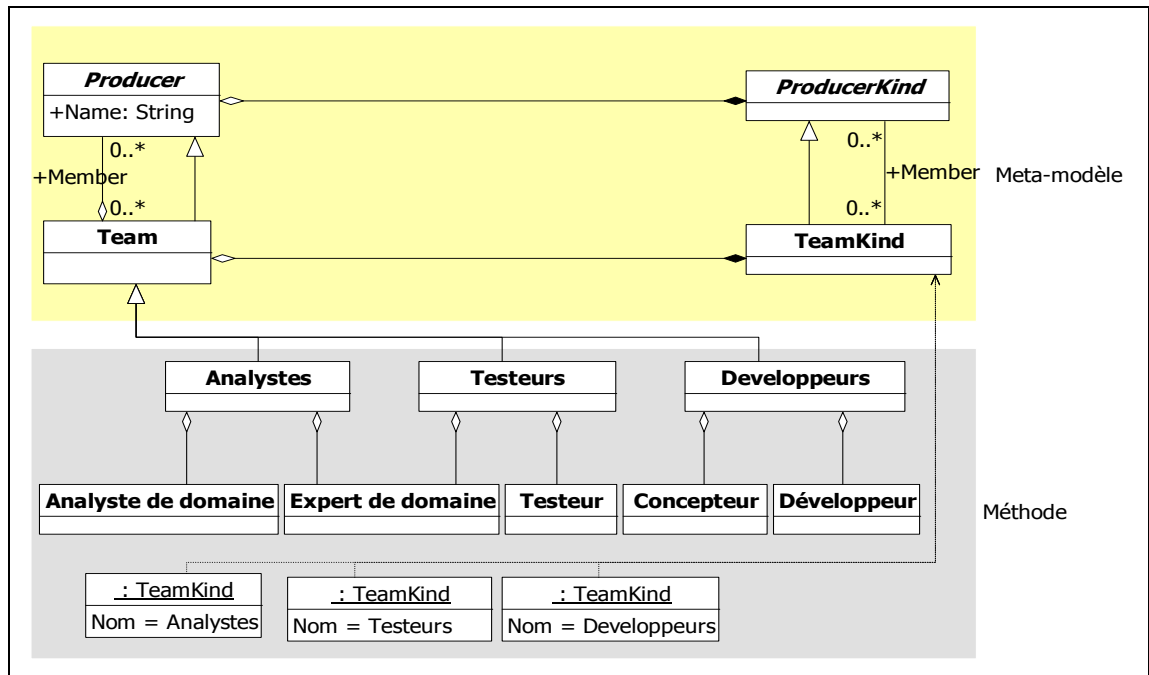 Producer
+Name: String
ProducerKind
0..*
+Member
0..*
0..*
+Member
0..*
Meta-modèle
Team
TeamKind
Analystes
Testeurs
Developpeurs
Analyste de domaine
Expert de domaine
Testeur
Concepteur
Développeur
Méthode
: TeamKind
Nom = Analystes
: TeamKind
Nom = Testeurs
: TeamKind
Nom = Developpeurs